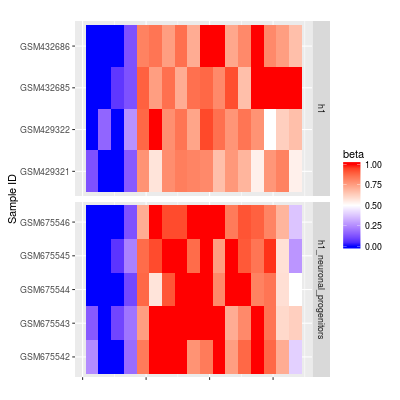 Sample ID
GSM432686
GSM432685
GSM429322
GSM429321
h1
GSM675546
GSM675545
GSM675544
GSM675543
GSM675542
h1_neuronal_progenitors
beta
1.00
0.75
0.50
0.25
0.00